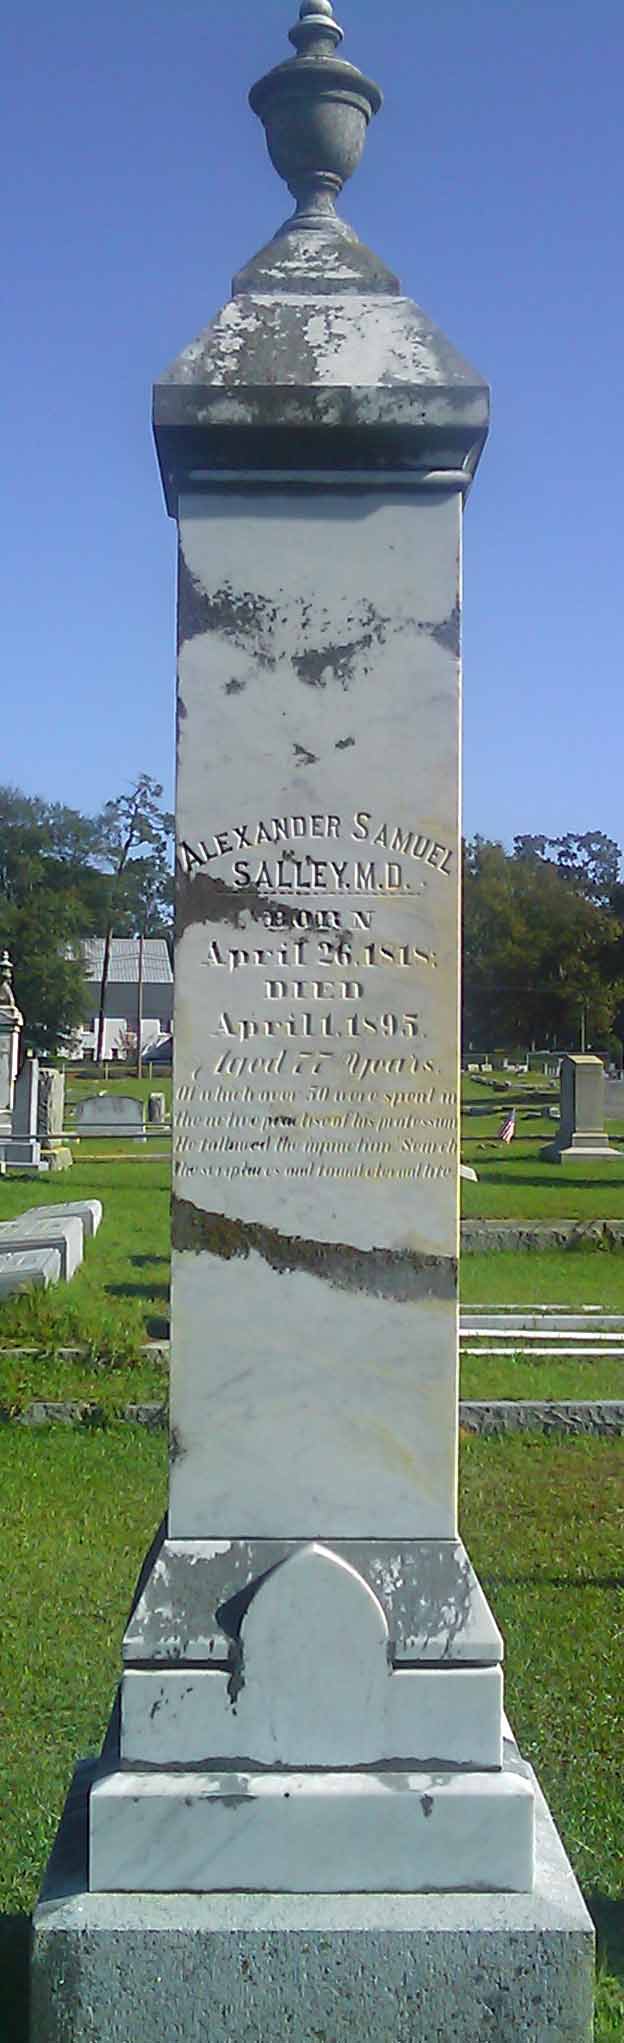 ALEXANDER SAMUEL
SALLEY. M.D.
BORN
April 26, 1818;
DIED
April 1, 1895.
Aged 77 Years.
Of which over 50 were spent in
the active practise of his profession
He followed the injunction "Search
the scriptures and found eternal life